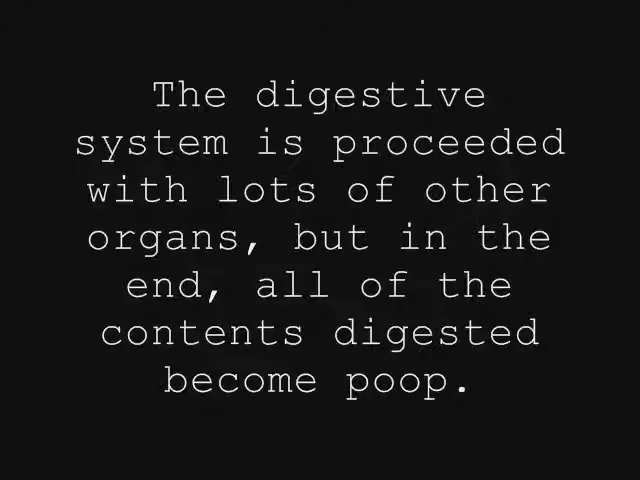 The digestive
system is proceeded
with lots of other
organs, but in the
end, all of the
contents digested
become poop.